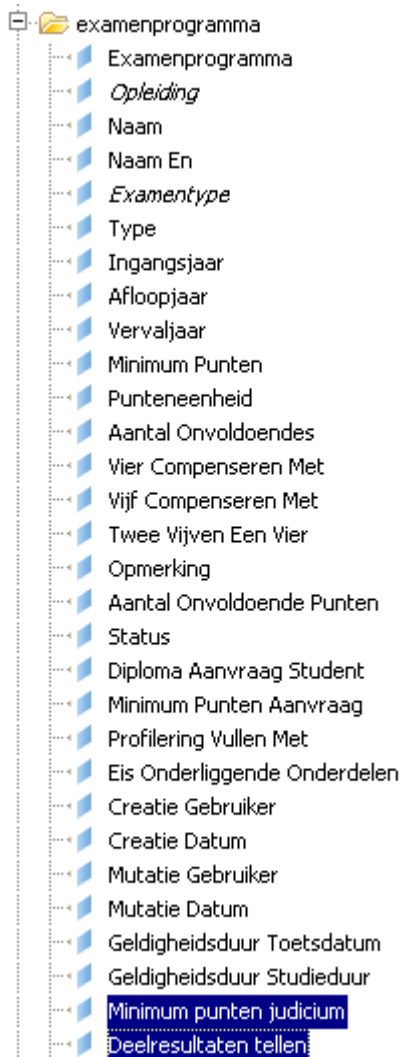 examenprogramma
Examenprogramma
Opleiding
Naam
Naam En
Examentype
Type
Ingangsjaar
Afloopjaar
Vervaljaar
Minimum Punten
Punteneenheid
Aantal Onvoldoendes
Vier Compenseren Met
Vijf Compenseren Met
Twee Vijven Een Vier
Opmerking
Aantal Onvoldoende Punten
Status
Diploma Aanvraag Student
Minimum Punten Aanvraag
Profilering Vullen Met
Eis Onderliggende Onderdelen
Creatie Gebruiker
Creatie Datum
Mutatie Gebruiker
Mutatie Datum
Geldigheidsduur Toetsdatum
Geldigheidsduur Studieduur
Minimum punten judicium
Deelresultaten tellen